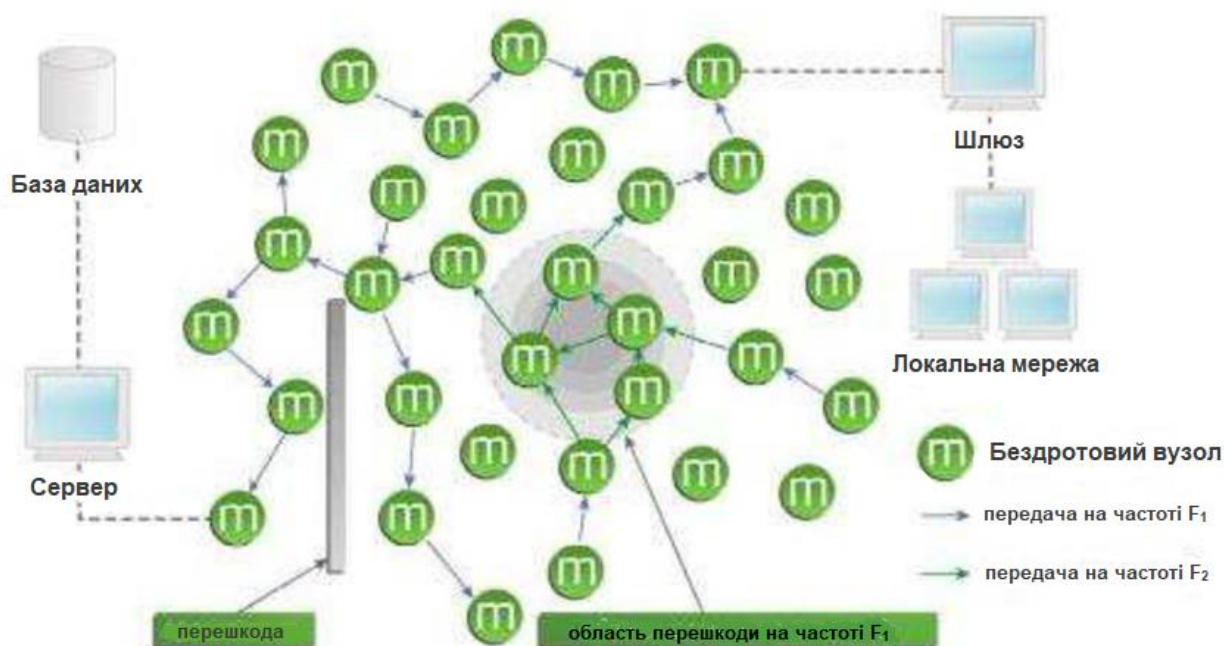 База даних
Шлюз
Локальна мережа
Сервер
Бездротовий вузол
передача на частоті F₁
передача на частоті F₂
перешкода
область перешкоди на частоті F₁